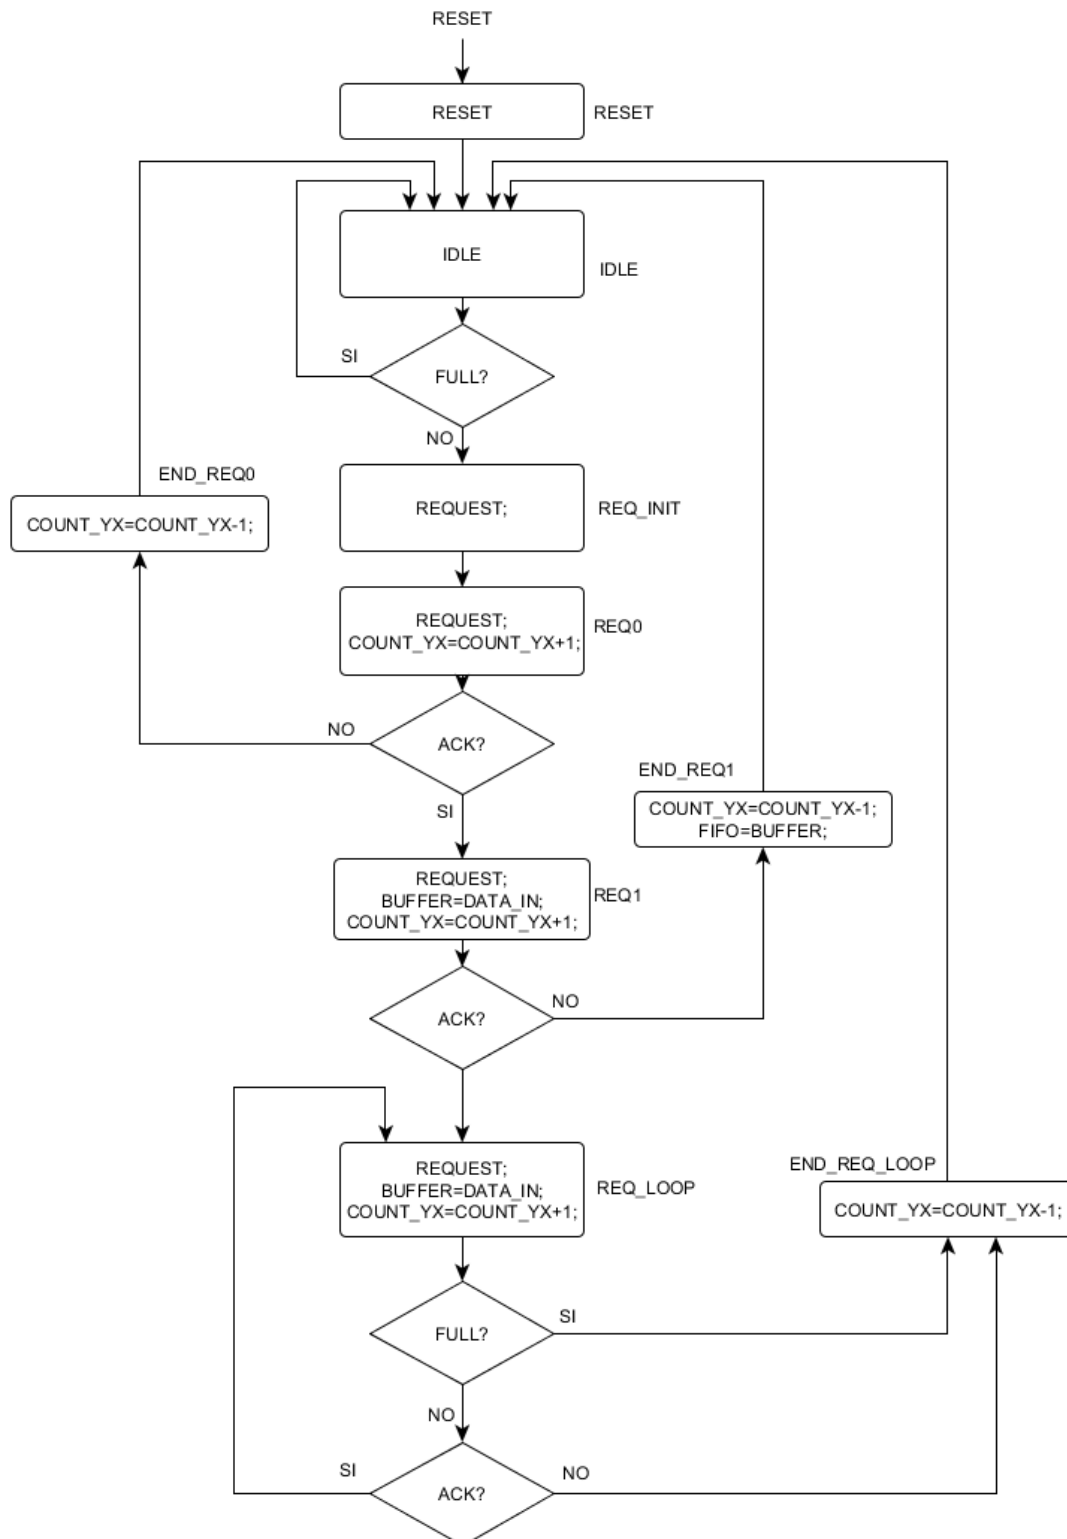 RESET
RESET
RESET
IDLE
IDLE
SI
FULL?
NO
END_REQ0
COUNT_YX=COUNT_YX-1;
REQUEST;
REQ_INIT
REQUEST;
COUNT_YX=COUNT_YX+1;
REQ0
NO
ACK?
SI
END_REQ1
COUNT_YX=COUNT_YX-1;
FIFO=BUFFER;
REQUEST;
BUFFER=DATA_IN;
COUNT_YX=COUNT_YX+1;
REQ1
ACK?
NO
REQUEST;
BUFFER=DATA_IN;
COUNT_YX=COUNT_YX+1;
REQ_LOOP
END_REQ_LOOP
COUNT_YX=COUNT_YX-1;
FULL?
SI
NO
SI
ACK?
NO